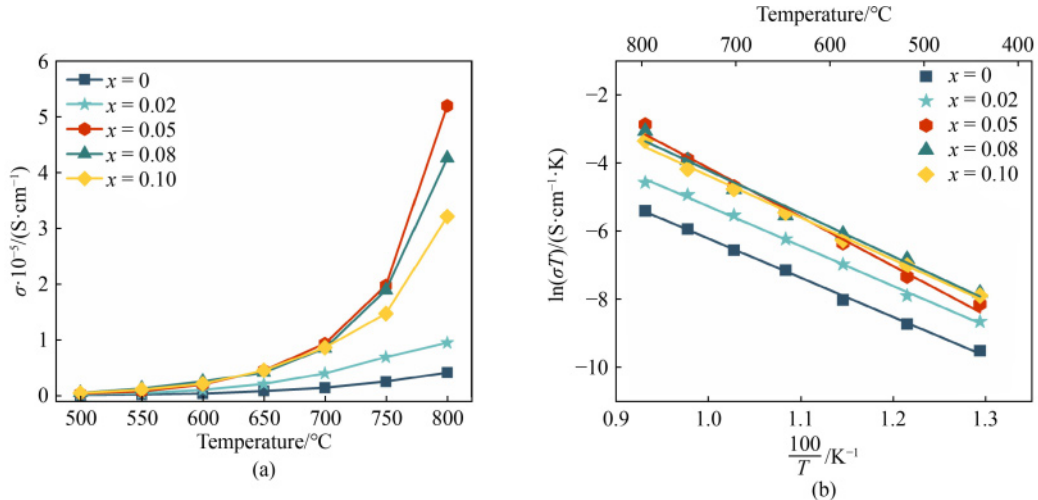 (a)
6
5
4
3
2
1
0
σ·10⁻⁵/(S·cm⁻¹)
x = 0
x = 0.02
x = 0.05
x = 0.08
x = 0.10
500 550 600 650 700 750 800
Temperature/°C
(a)
Temperature/°C
800 700 600 500 400
−2
−4
−6
−8
−10
ln(σT)/(S·cm⁻¹·K)
x = 0
x = 0.02
x = 0.05
x = 0.08
x = 0.10
0.9 1.0 1.1 1.2 1.3
100/T /K⁻¹
(b)